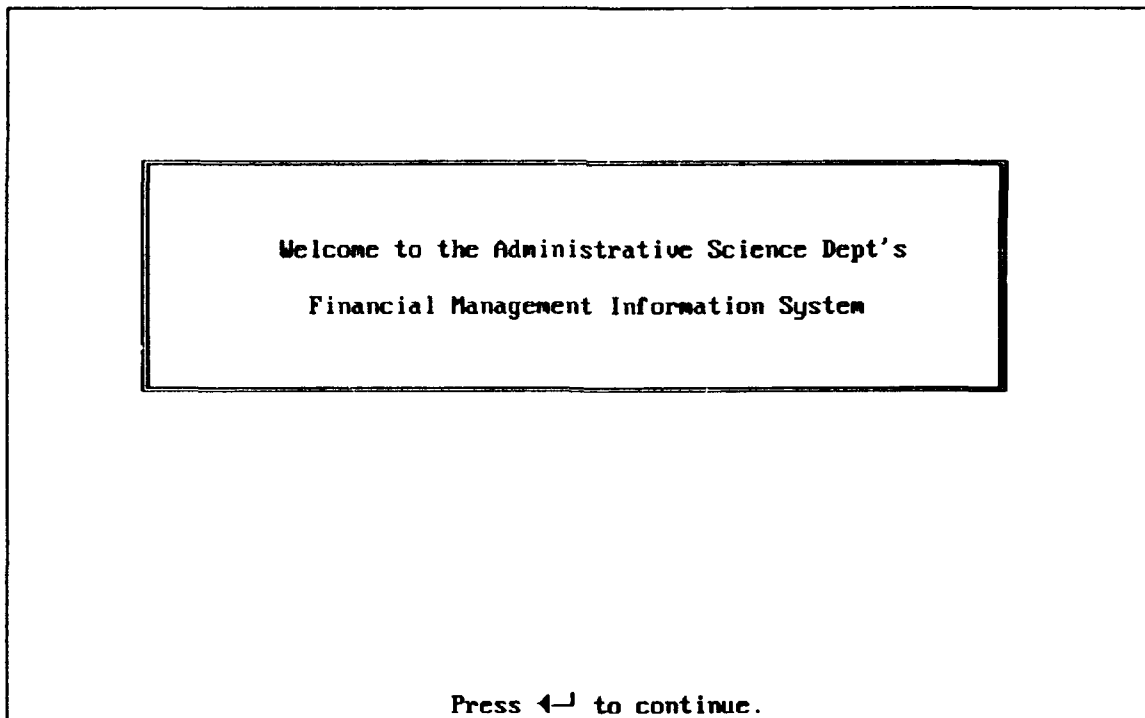 Welcome to the Administrative Science Dept's
Financial Management Information System
Press ◄┘ to continue.